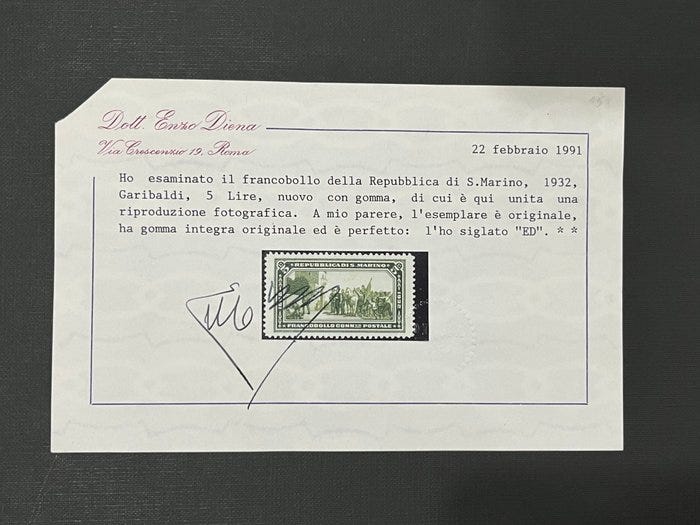 Dott. Enzo Diena
Via Crescenzio 19, Roma
22 febbraio 1991
Ho esaminato il francobollo della Repubblica di S.Marino, 1932,
Garibaldi, 5 Lire, nuovo con gomma, di cui è qui unita una
riproduzione fotografica. A mio parere, l'esemplare è originale,
ha gomma integra originale ed è perfetto: l'ho siglato "ED". * *
REPUBBLICA DI S. MARINO
FRANCOBOLLO COMM. POSTALE